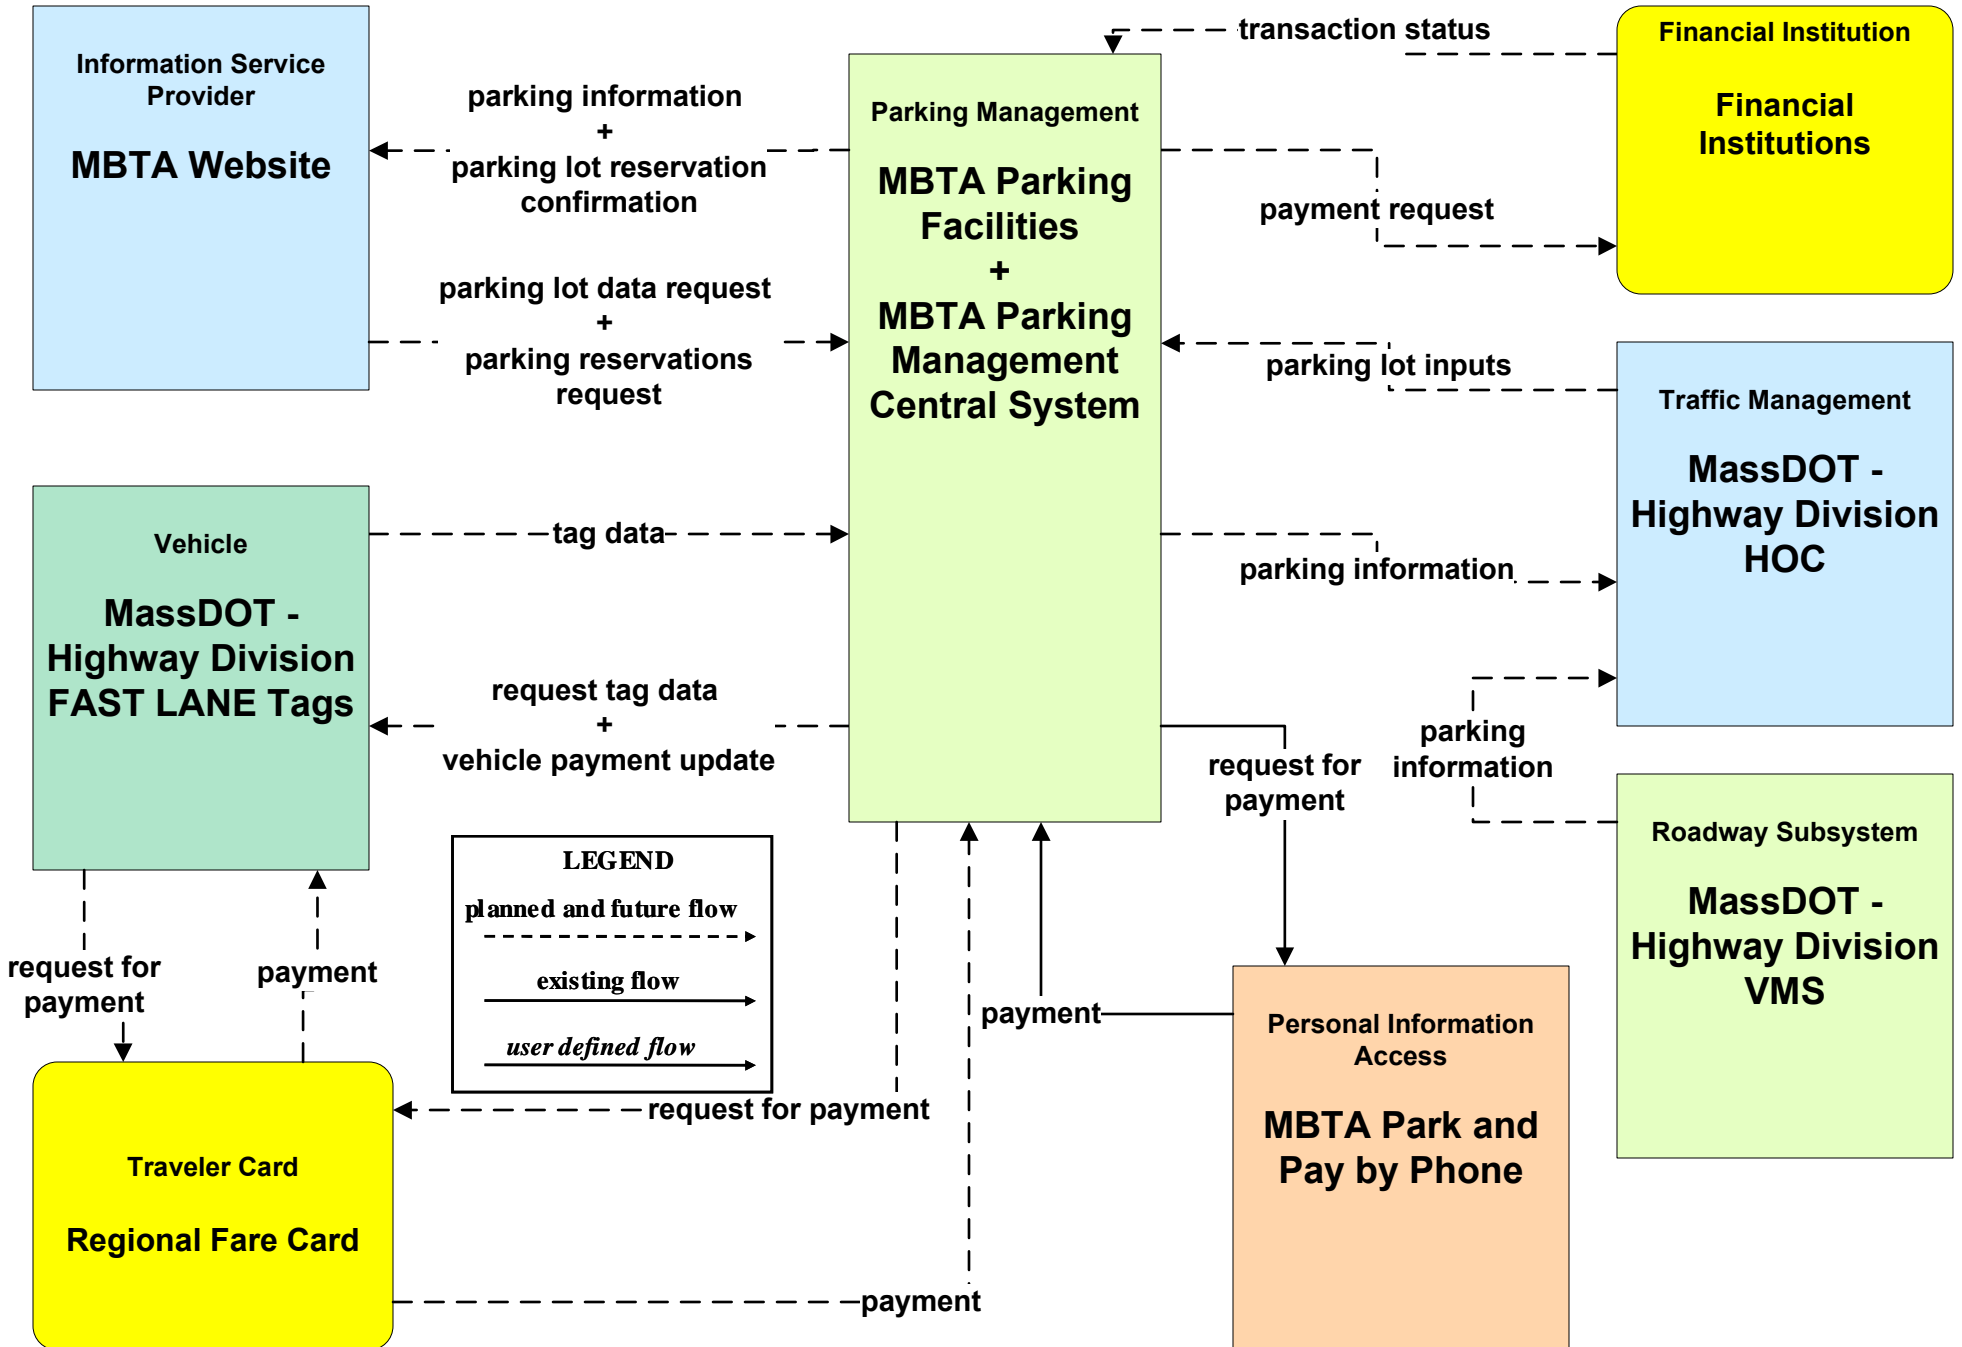 Information Service
Provider
MBTA Website
parking information
+
parking lot reservation
confirmation
parking lot data request
+
parking reservations
request
Parking Management
MBTA Parking
Facilities
+
MBTA Parking
Management
Central System
transaction status
Financial Institution
Financial
Institutions
payment request
parking lot inputs
Traffic Management
MassDOT -
Highway Division
HOC
parking information
Vehicle
MassDOT -
Highway Division
FAST LANE Tags
tag data
request tag data
+
vehicle payment update
request for
payment
parking
information
Roadway Subsystem
MassDOT -
Highway Division
VMS
LEGEND
planned and future flow
existing flow
user defined flow
request for
payment
payment
payment
Personal Information
Access
MBTA Park and
Pay by Phone
request for payment
Traveler Card
Regional Fare Card
payment